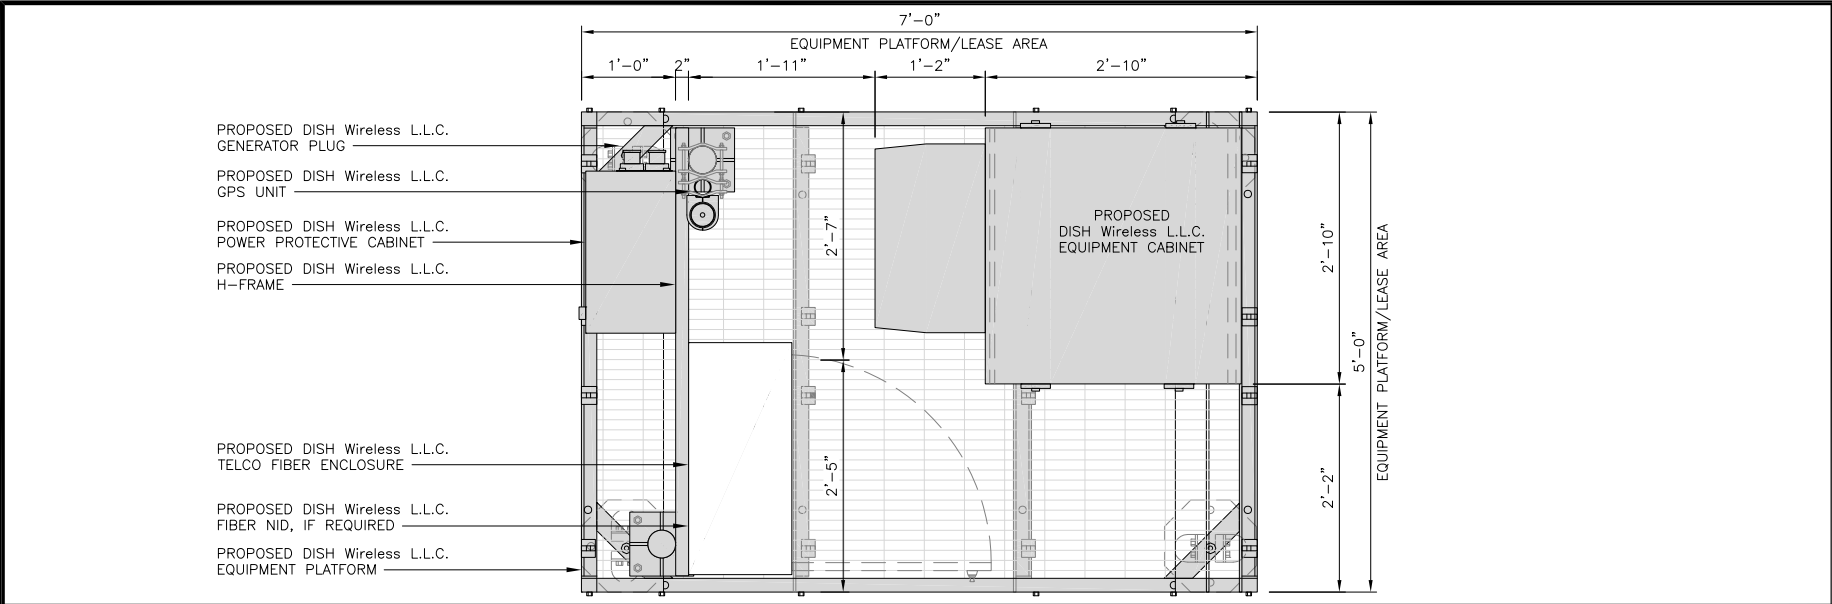 7'-0"
EQUIPMENT PLATFORM/LEASE AREA
1'-0"
2"
1'-11"
1'-2"
2'-10"
PROPOSED DISH Wireless L.L.C.
GENERATOR PLUG
PROPOSED DISH Wireless L.L.C.
GPS UNIT
PROPOSED DISH Wireless L.L.C.
POWER PROTECTIVE CABINET
PROPOSED DISH Wireless L.L.C.
H-FRAME
PROPOSED DISH Wireless L.L.C.
TELCO FIBER ENCLOSURE
PROPOSED DISH Wireless L.L.C.
FIBER NID, IF REQUIRED
PROPOSED DISH Wireless L.L.C.
EQUIPMENT PLATFORM
2'-7"
2'-5"
PROPOSED
DISH Wireless L.L.C.
EQUIPMENT CABINET
2'-10"
2'-2"
5'-0"
EQUIPMENT PLATFORM/LEASE AREA